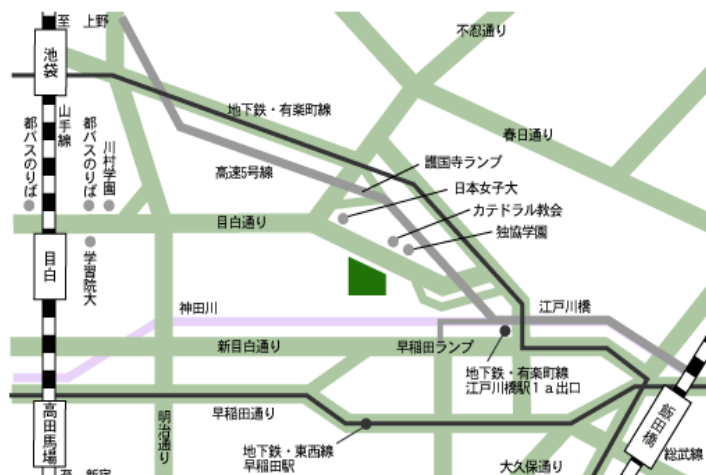 至　上野
不忍通り
池袋
地下鉄・有楽町線
山手線
都バスのりば
都バスのりば
川村学園
春日通り
護国寺ランプ
高速5号線
日本女子大
カテドラル教会
目白通り
独協学園
目白
学習院大
神田川
江戸川橋
新目白通り
早稲田ランプ
地下鉄・有楽町線
江戸川橋駅1a出口
高田馬場
明治通り
早稲田通り
飯田橋
地下鉄・東西線
早稲田駅
総武線
大久保通り
至　新宿